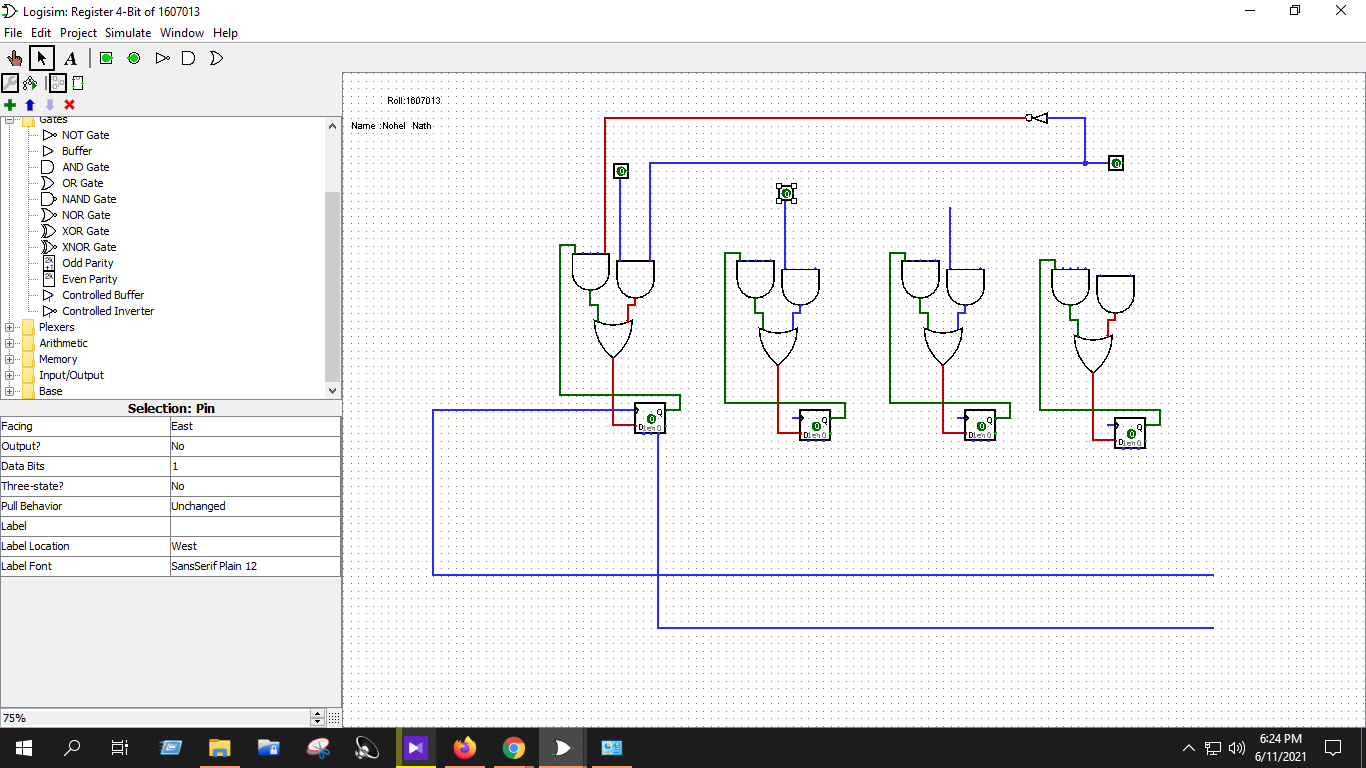 Logisim: Register 4-Bit of 1607013
File Edit Project Simulate Window Help
A
Roll:1607013
Name :Nohel Nath
Gates
NOT Gate
Buffer
AND Gate
OR Gate
NAND Gate
NOR Gate
XOR Gate
XNOR Gate
Odd Parity
Even Parity
Controlled Buffer
Controlled Inverter
Plexers
Arithmetic
Memory
Input/Output
Base
Selection: Pin
Facing East
Output? No
Data Bits 1
Three-state? No
Pull Behavior Unchanged
Label
Label Location West
Label Font SansSerif Plain 12
0
0
0
Q
0
D
Q
0
D
Q
0
D
Q
0
D
75%
6:24 PM
6/11/2021